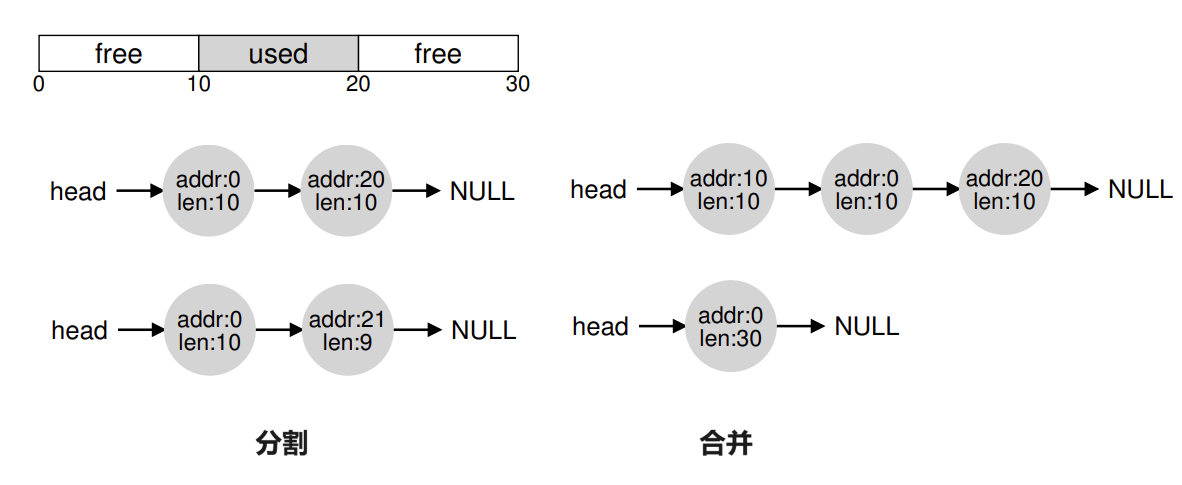 free used free
0 10 20 30
head addr:0 len:10 addr:20 len:10 NULL
head addr:10 len:10 addr:0 len:10 addr:20 len:10 NULL
head addr:0 len:10 addr:21 len:9 NULL
head addr:0 len:30 NULL
分割
合并